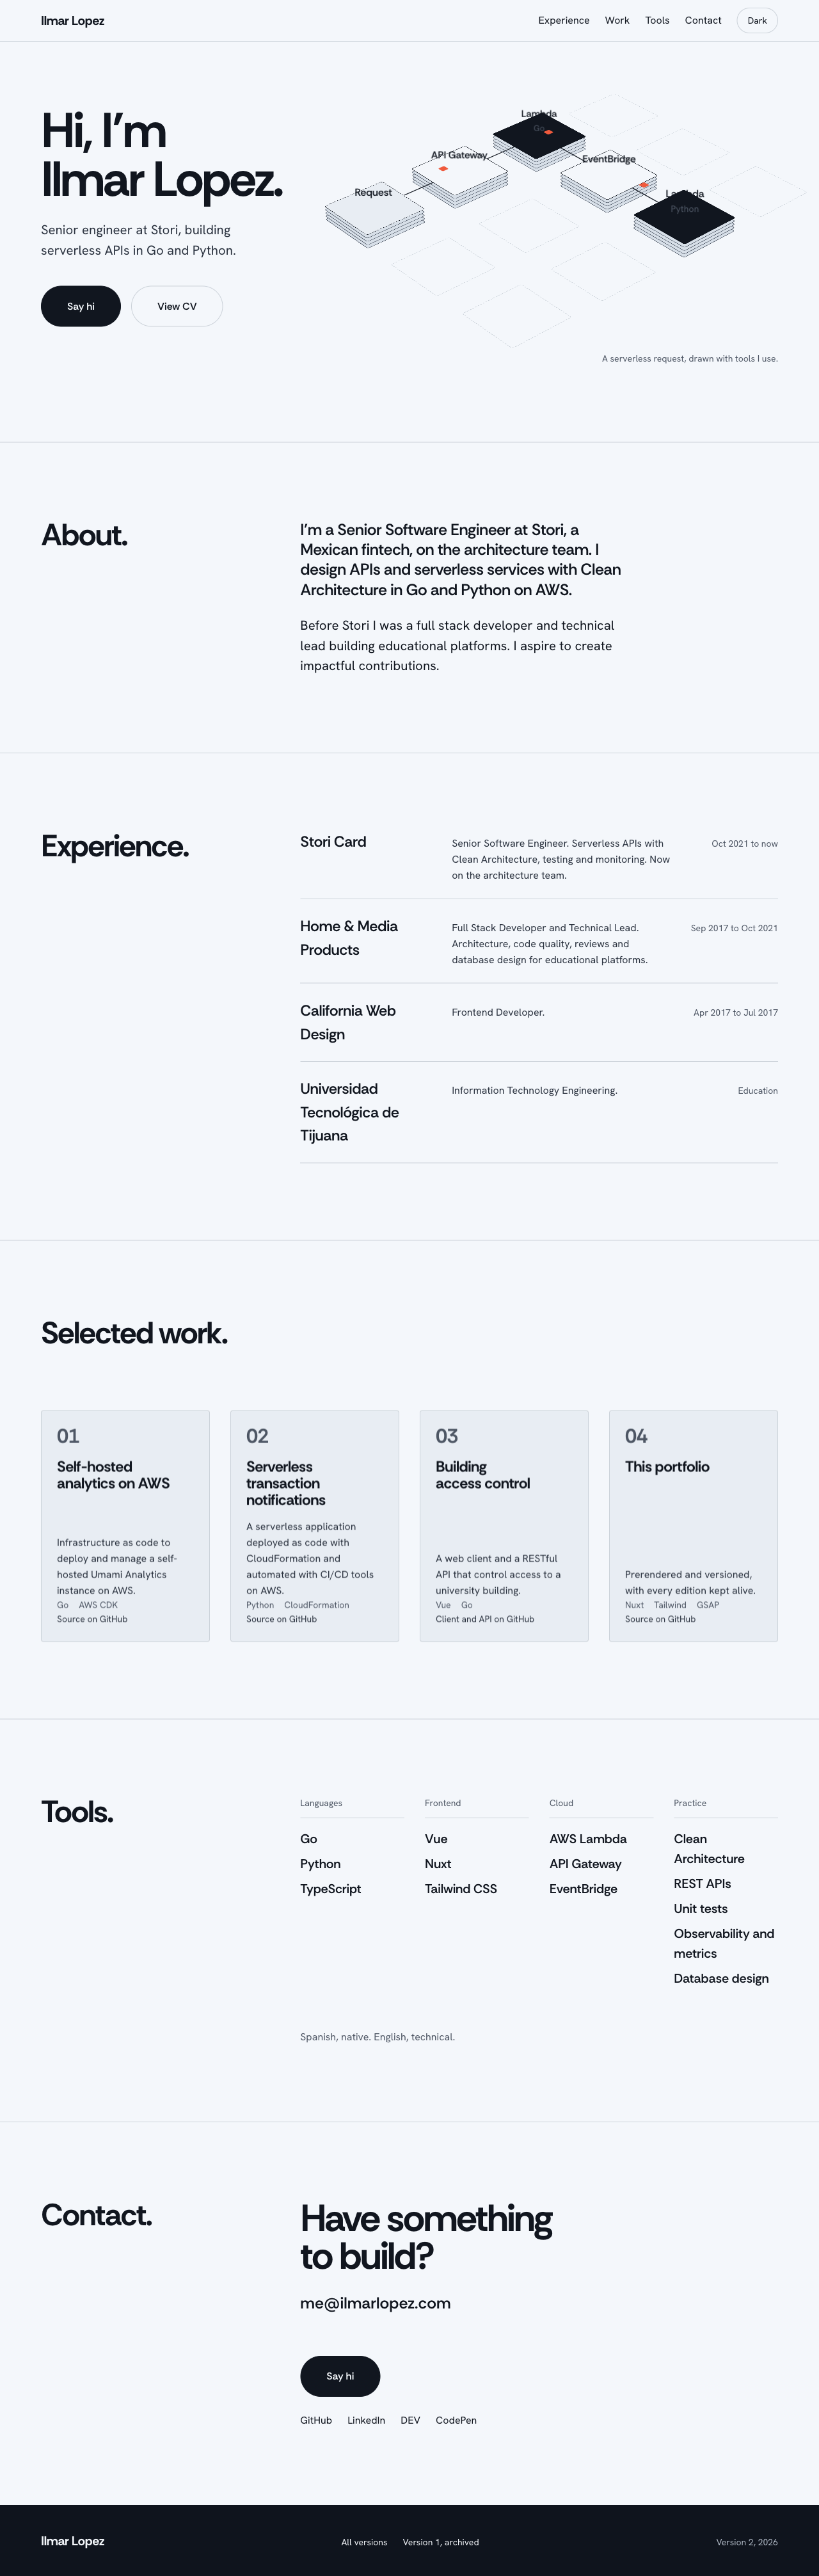 Ilmar Lopez
Experience Work Tools Contact Dark
Hi, I'm
Ilmar Lopez.
Senior engineer at Stori, building
serverless APIs in Go and Python.
Say hi View CV
Lambda
Go
API Gateway
EventBridge
Request
Lambda
Python
A serverless request, drawn with tools I use.
About.
I'm a Senior Software Engineer at Stori, a
Mexican fintech, on the architecture team. I
design APIs and serverless services with Clean
Architecture in Go and Python on AWS.
Before Stori I was a full stack developer and technical
lead building educational platforms. I aspire to create
impactful contributions.
Experience.
Stori Card
Senior Software Engineer. Serverless APIs with
Clean Architecture, testing and monitoring. Now
on the architecture team.
Oct 2021 to now
Home & Media
Products
Full Stack Developer and Technical Lead.
Architecture, code quality, reviews and
database design for educational platforms.
Sep 2017 to Oct 2021
California Web
Design
Frontend Developer.
Apr 2017 to Jul 2017
Universidad
Tecnológica de
Tijuana
Information Technology Engineering.
Education
Selected work.
01
Self-hosted
analytics on AWS
Infrastructure as code to
deploy and manage a self-
hosted Umami Analytics
instance on AWS.
Go AWS CDK
Source on GitHub
02
Serverless
transaction
notifications
A serverless application
deployed as code with
CloudFormation and
automated with CI/CD tools
on AWS.
Python CloudFormation
Source on GitHub
03
Building
access control
A web client and a RESTful
API that control access to a
university building.
Vue Go
Client and API on GitHub
04
This portfolio
Prerendered and versioned,
with every edition kept alive.
Nuxt Tailwind GSAP
Source on GitHub
Tools.
Languages
Go
Python
TypeScript
Frontend
Vue
Nuxt
Tailwind CSS
Cloud
AWS Lambda
API Gateway
EventBridge
Practice
Clean
Architecture
REST APIs
Unit tests
Observability and
metrics
Database design
Spanish, native. English, technical.
Contact.
Have something
to build?
me@ilmarlopez.com
Say hi
GitHub LinkedIn DEV CodePen
Ilmar Lopez
All versions Version 1, archived
Version 2, 2026